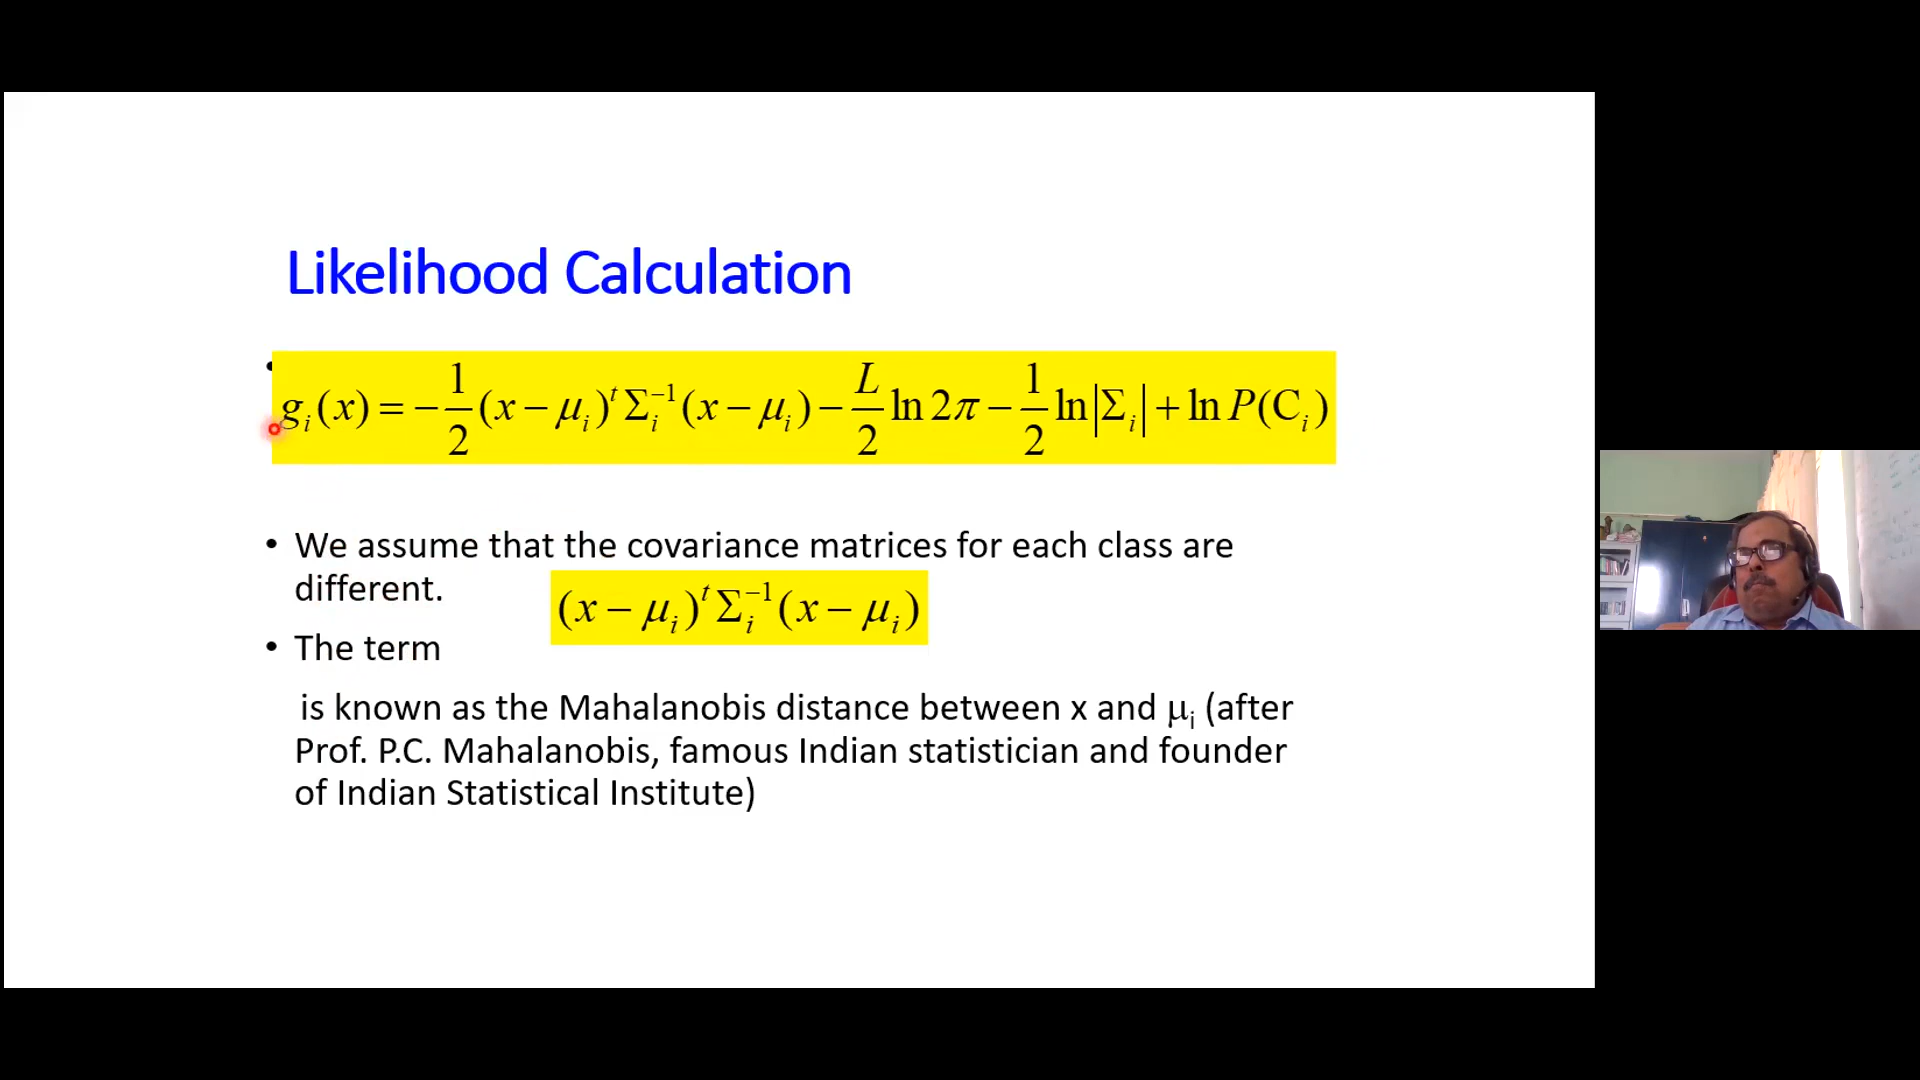 Likelihood Calculation
• g_i(x) = −1/2 (x − μ_i)^t Σ_i^{−1} (x − μ_i) − L/2 ln 2π − 1/2 ln|Σ_i| + ln P(C_i)
• We assume that the covariance matrices for each class are
different.
(x − μ_i)^t Σ_i^{−1} (x − μ_i)
• The term
is known as the Mahalanobis distance between x and μ_i (after
Prof. P.C. Mahalanobis, famous Indian statistician and founder
of Indian Statistical Institute)